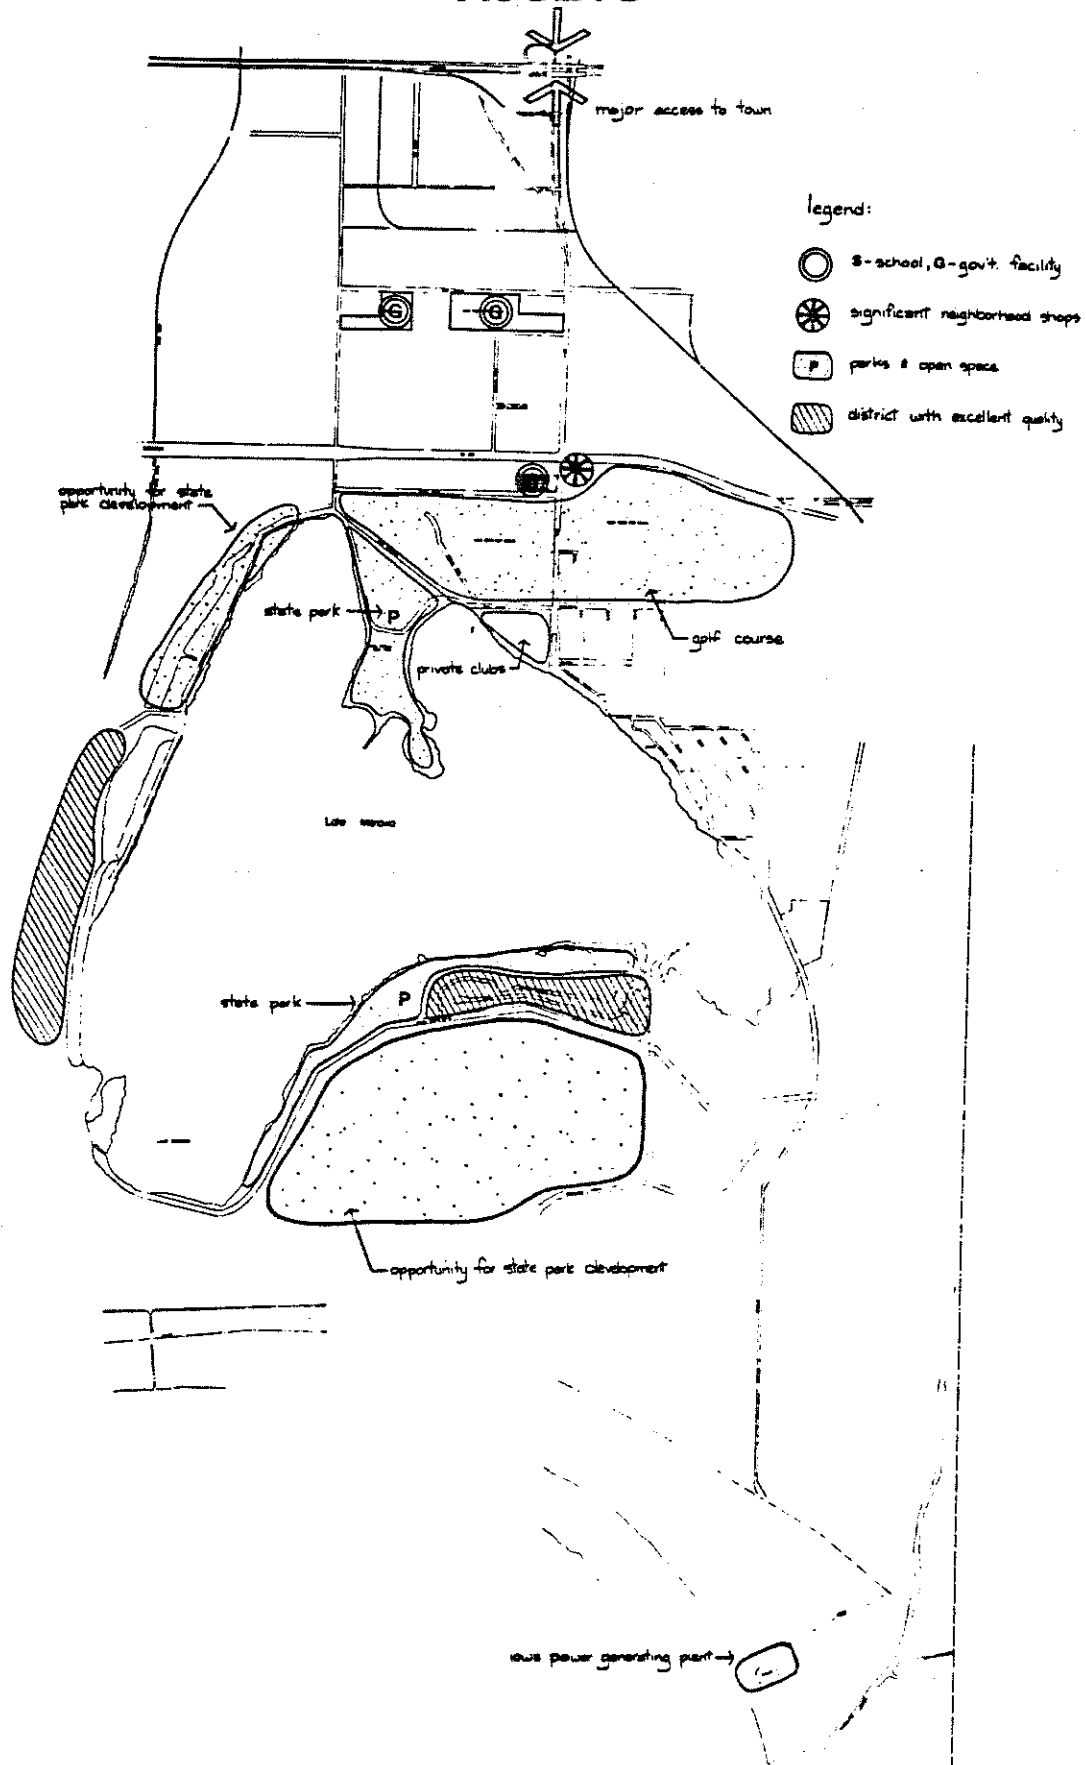 major access to town
legend:
S-school, G-gov't. facility
significant neighborhood shops
P
parks & open space
district with excellent quality
G
G
opportunity for state
park development
state park
P
golf course
private clubs
state park
P
opportunity for state park development
iowa power generating plant